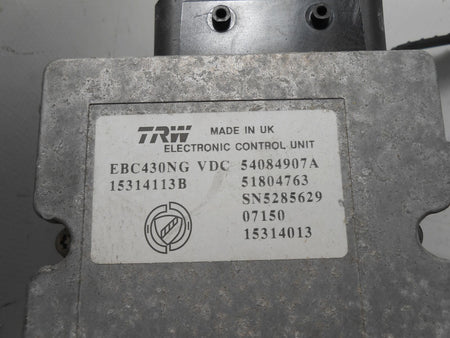 TRW MADE IN UK
ELECTRONIC CONTROL UNIT
EBC430NG VDC 54084907A
15314113B 51804763
SN5285629
07150
15314013